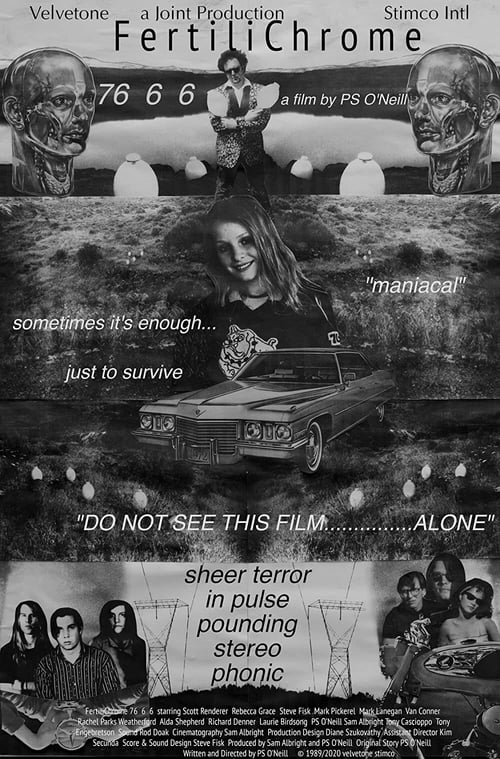 Velvetone a Joint Production Stimco Intl
FertiliChrome
76 6 6
a film by PS O'Neill
"maniacal"
sometimes it's enough...
just to survive
"DO NOT SEE THIS FILM...............ALONE"
sheer terror
in pulse
pounding
stereo
phonic
FertiliChrome 76 6 6 starring Scott Renderer Rebecca Grace Steve Fisk Mark Pickerel Mark Lanegan Van Conner
Rachel Parks Weatherford Alda Shepherd Richard Denner Laurie Birdsong PS O'Neill Sam Albright Tony Cascioppo Tony
Engebretson Sound Rod Doak Cinematography Sam Albright Production Design Diane Szukovathy Assistant Director Kim
Secunda Score & Sound Design Steve Fisk Produced by Sam Albright and PS O'Neill Original Story PS O'Neill
Written and Directed by PS O'Neill © 1989/2020 velvetone stimco